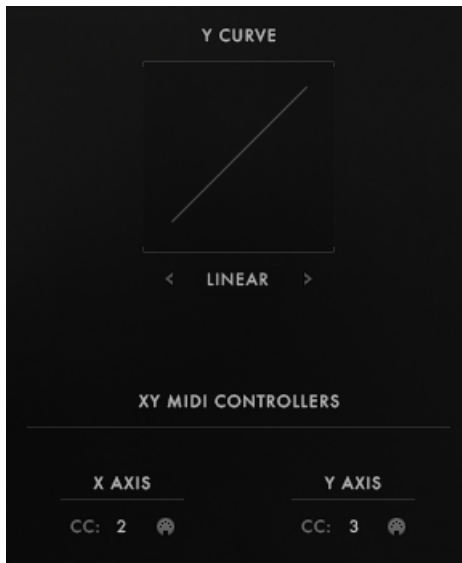 Y CURVE
< LINEAR >
XY MIDI CONTROLLERS
X AXIS Y AXIS
CC: 2 CC: 3